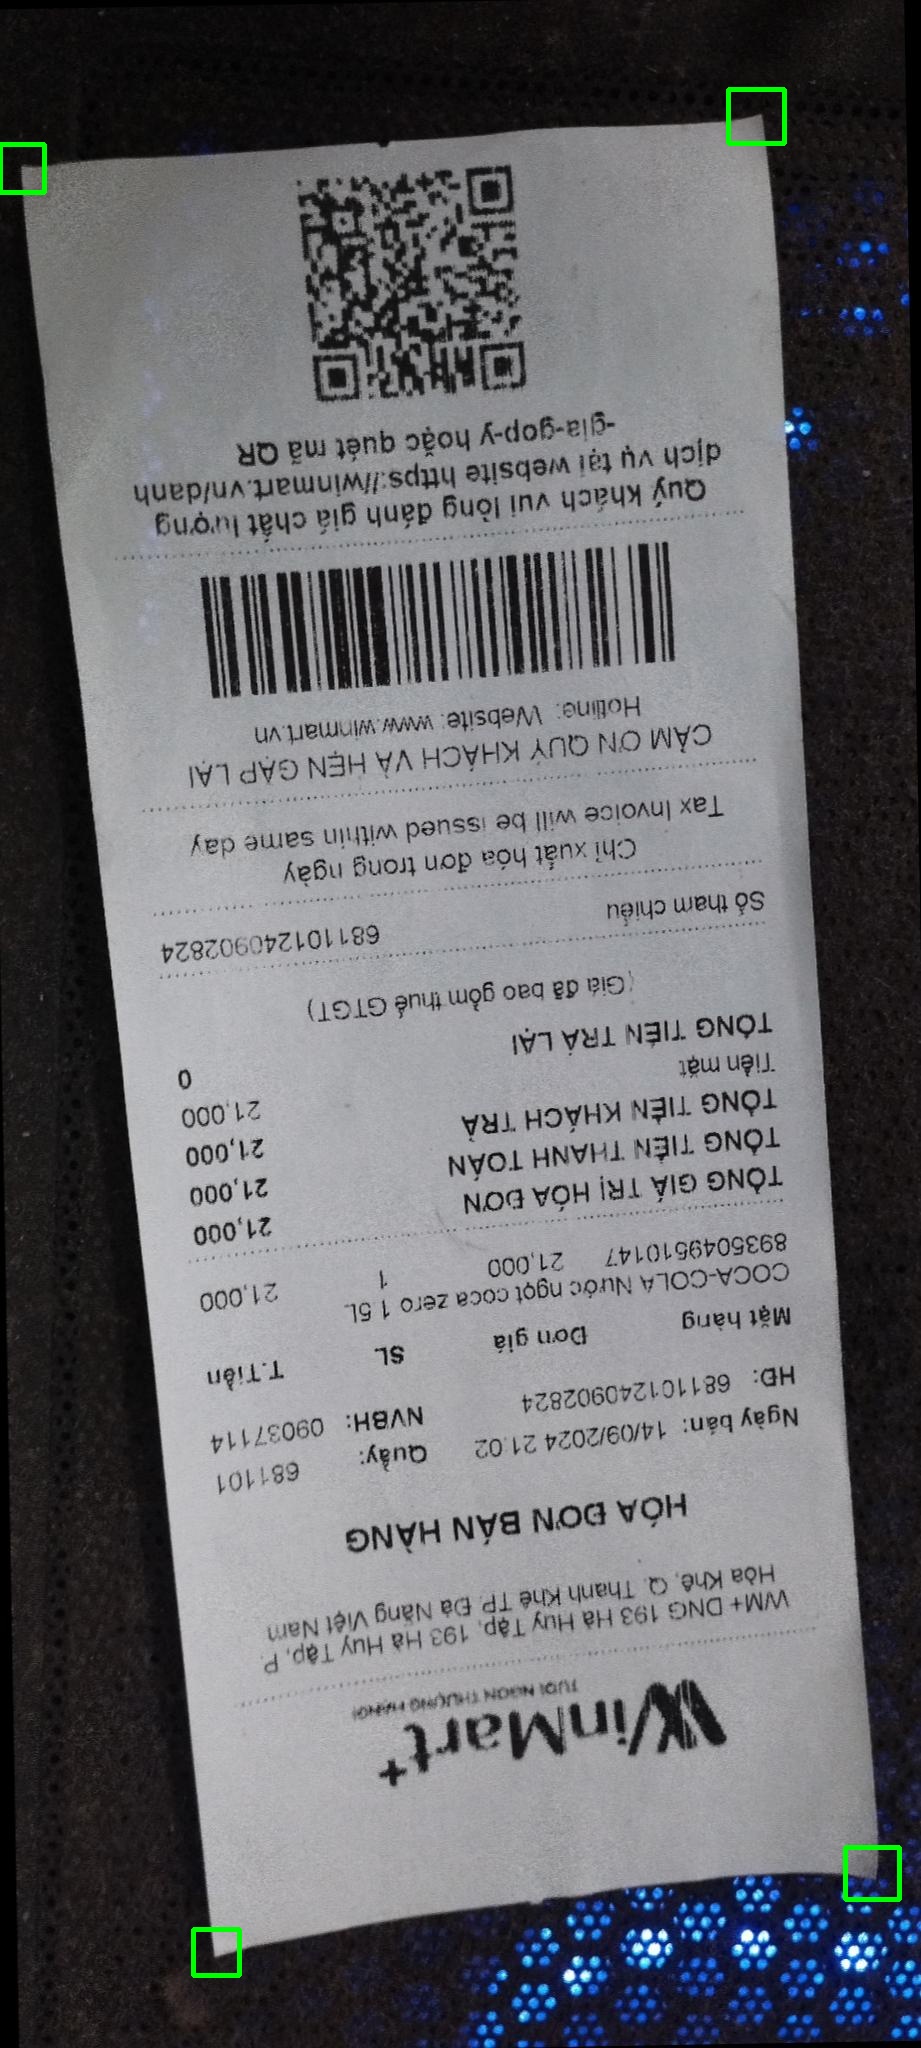 WinMart+
TƯƠI NGON THƯỢNG HẠNG!
WM+ DNG 193 Hà Huy Tập, 193 Hà Huy Tập, P.
Hòa Khê, Q. Thanh Khê TP. Đà Nẵng Việt Nam
HÓA ĐƠN BÁN HÀNG
Ngày bán: 14/09/2024 21:02 Quầy: 681101
HĐ: 681101240902824 NVBH: 09037114
Mặt hàng Đơn giá SL T.Tiền
COCA-COLA Nước ngọt coca zero 1.5L
8935049510147 21,000 1 21,000
TỔNG GIÁ TRỊ HÓA ĐƠN 21,000
TỔNG TIỀN THANH TOÁN 21,000
TỔNG TIỀN KHÁCH TRẢ 21,000
Tiền mặt 21,000
TỔNG TIỀN TRẢ LẠI 0
(Giá đã bao gồm thuế GTGT)
Số tham chiếu 681101240902824
Chỉ xuất hóa đơn trong ngày
Tax Invoice will be issued within same day
CẢM ƠN QUÝ KHÁCH VÀ HẸN GẶP LẠI
Hotline: Website: www.winmart.vn
Quý khách vui lòng đánh giá chất lượng
dịch vụ tại website https://winmart.vn/danh
-gia-gop-y hoặc quét mã QR